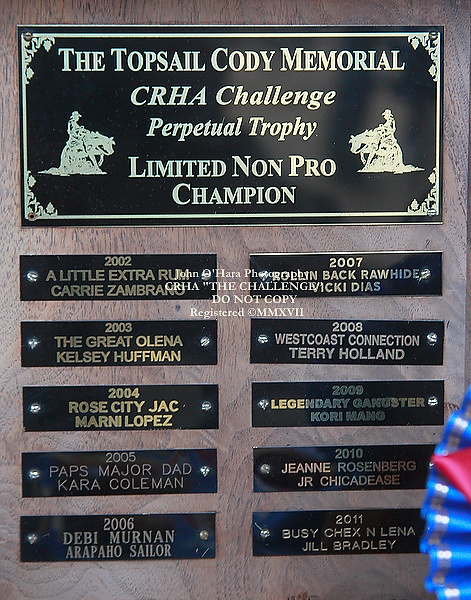 THE TOPSAIL CODY MEMORIAL
CRHA Challenge
Perpetual Trophy
LIMITED NON PRO
CHAMPION
2002
A LITTLE EXTRA RUM
CARRIE ZAMBRANO
2003
THE GREAT OLENA
KELSEY HUFFMAN
2004
ROSE CITY JAC
MARNI LOPEZ
2005
PAPS MAJOR DAD
KARA COLEMAN
2006
DEBI MURNAN
ARAPAHO SAILOR
2007
BACK RAWHIDE
VICKI DIAS
2008
WESTCOAST CONNECTION
TERRY HOLLAND
2009
LEGENDARY GANGSTER
KORI MANG
2010
JEANNE ROSENBERG
JR CHICADEASE
2011
BUSY CHEX N LENA
JILL BRADLEY
John O'Hara Photography
CRHA "THE CHALLENGE"
DO NOT COPY
Registered ©MMXVII